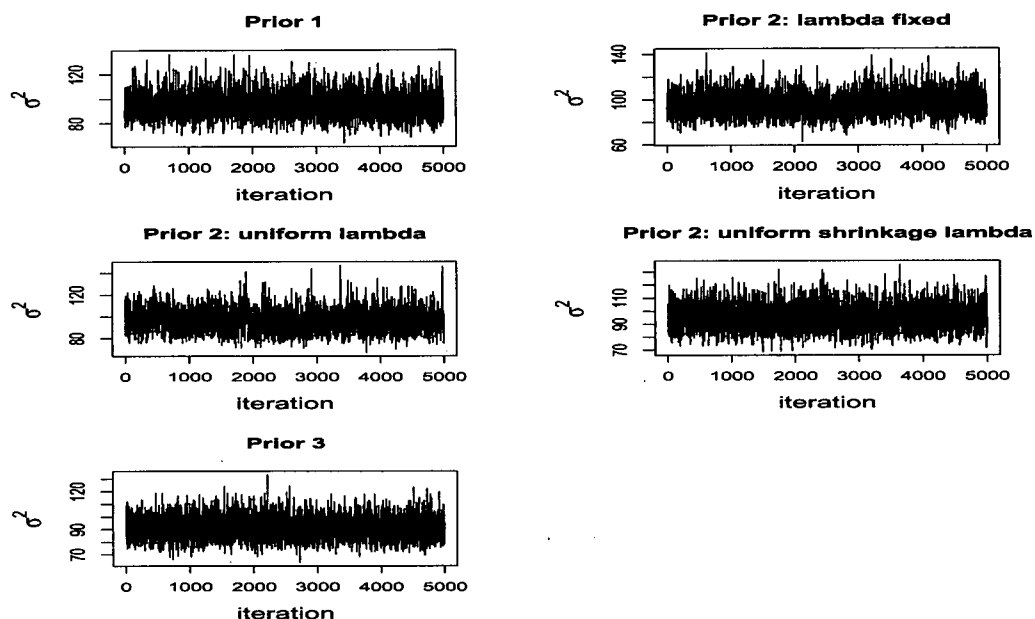 Prior 1
σ²
120
80
0 1000 2000 3000 4000 5000
iteration
Prior 2: lambda fixed
σ²
140
100
60
0 1000 2000 3000 4000 5000
iteration
Prior 2: uniform lambda
σ²
120
80
0 1000 2000 3000 4000 5000
iteration
Prior 2: uniform shrinkage lambda
σ²
110
90
70
0 1000 2000 3000 4000 5000
iteration
Prior 3
σ²
120
90
70
0 1000 2000 3000 4000 5000
iteration